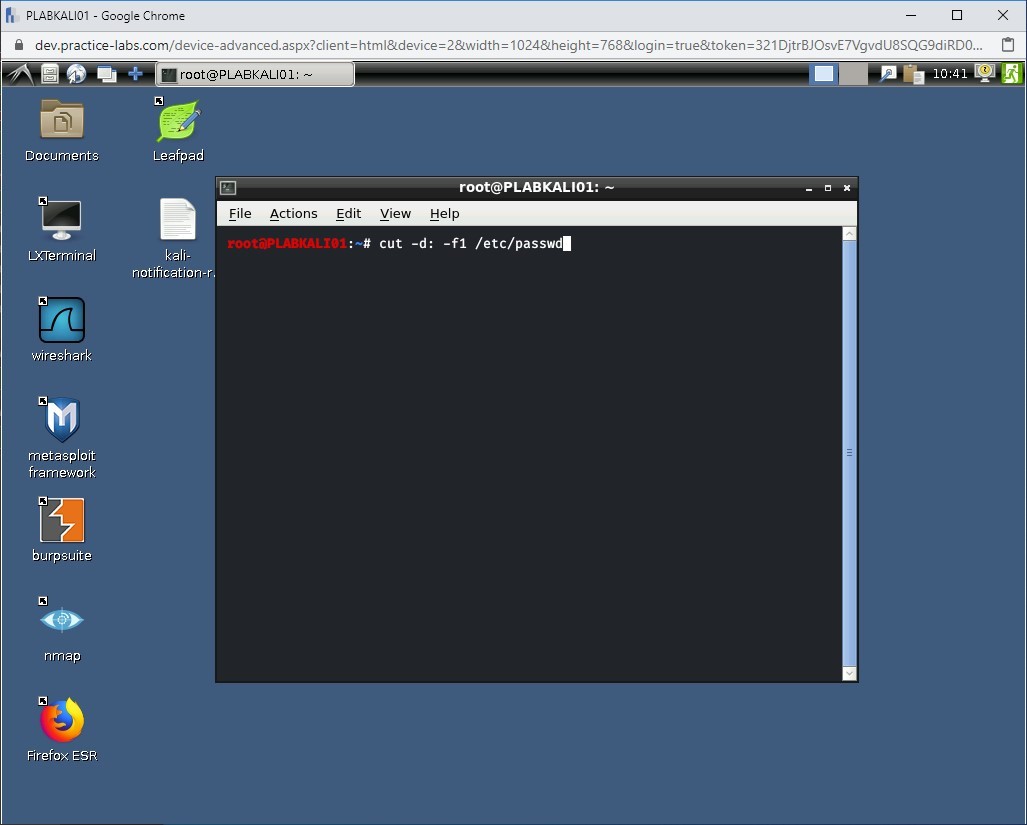 PLABKALI01 - Google Chrome
dev.practice-labs.com/device-advanced.aspx?client=html&device=2&width=1024&height=768&login=true&token=321DjtrBJOsvE7VgvdU8SQG9diRD0...
root@PLABKALI01: ~
10:41
Documents
Leafpad
LXTerminal
kali-
notification-r.
wireshark
metasploit
framework
burpsuite
nmap
Firefox ESR
root@PLABKALI01: ~
File Actions Edit View Help
root@PLABKALI01:~# cut -d: -f1 /etc/passwd